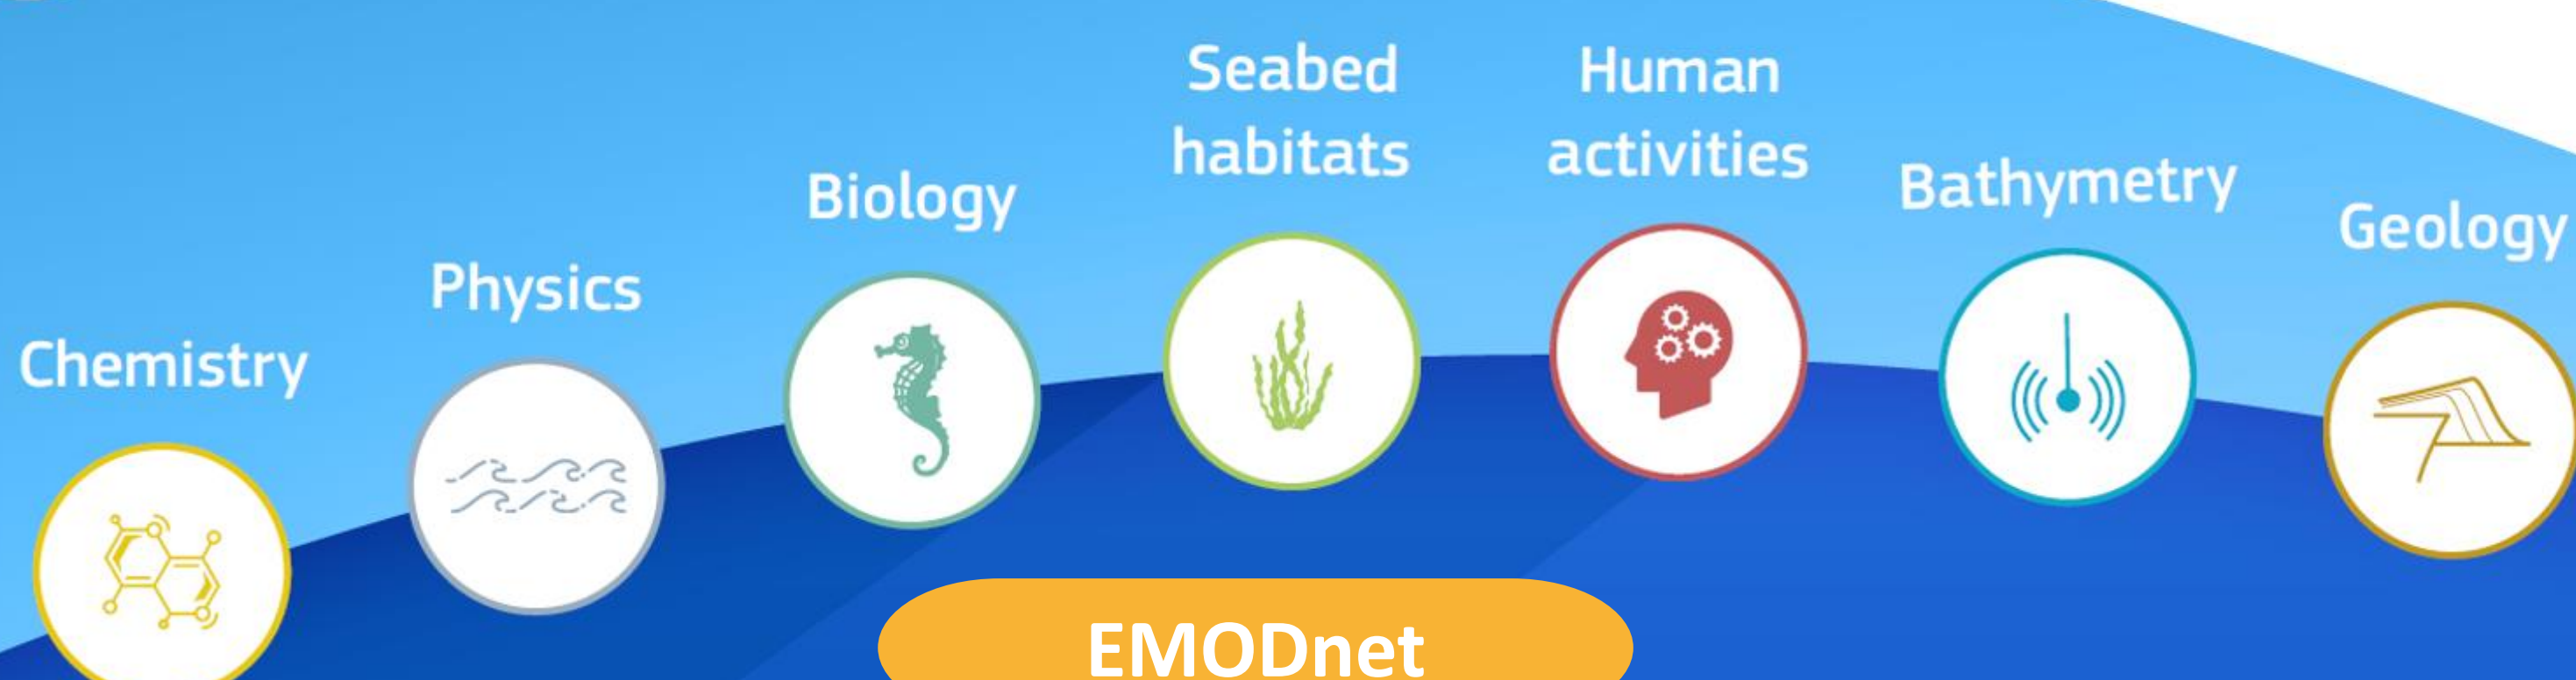 Chemistry
Physics
Biology
Seabed
habitats
Human
activities
Bathymetry
Geology
EMODnet